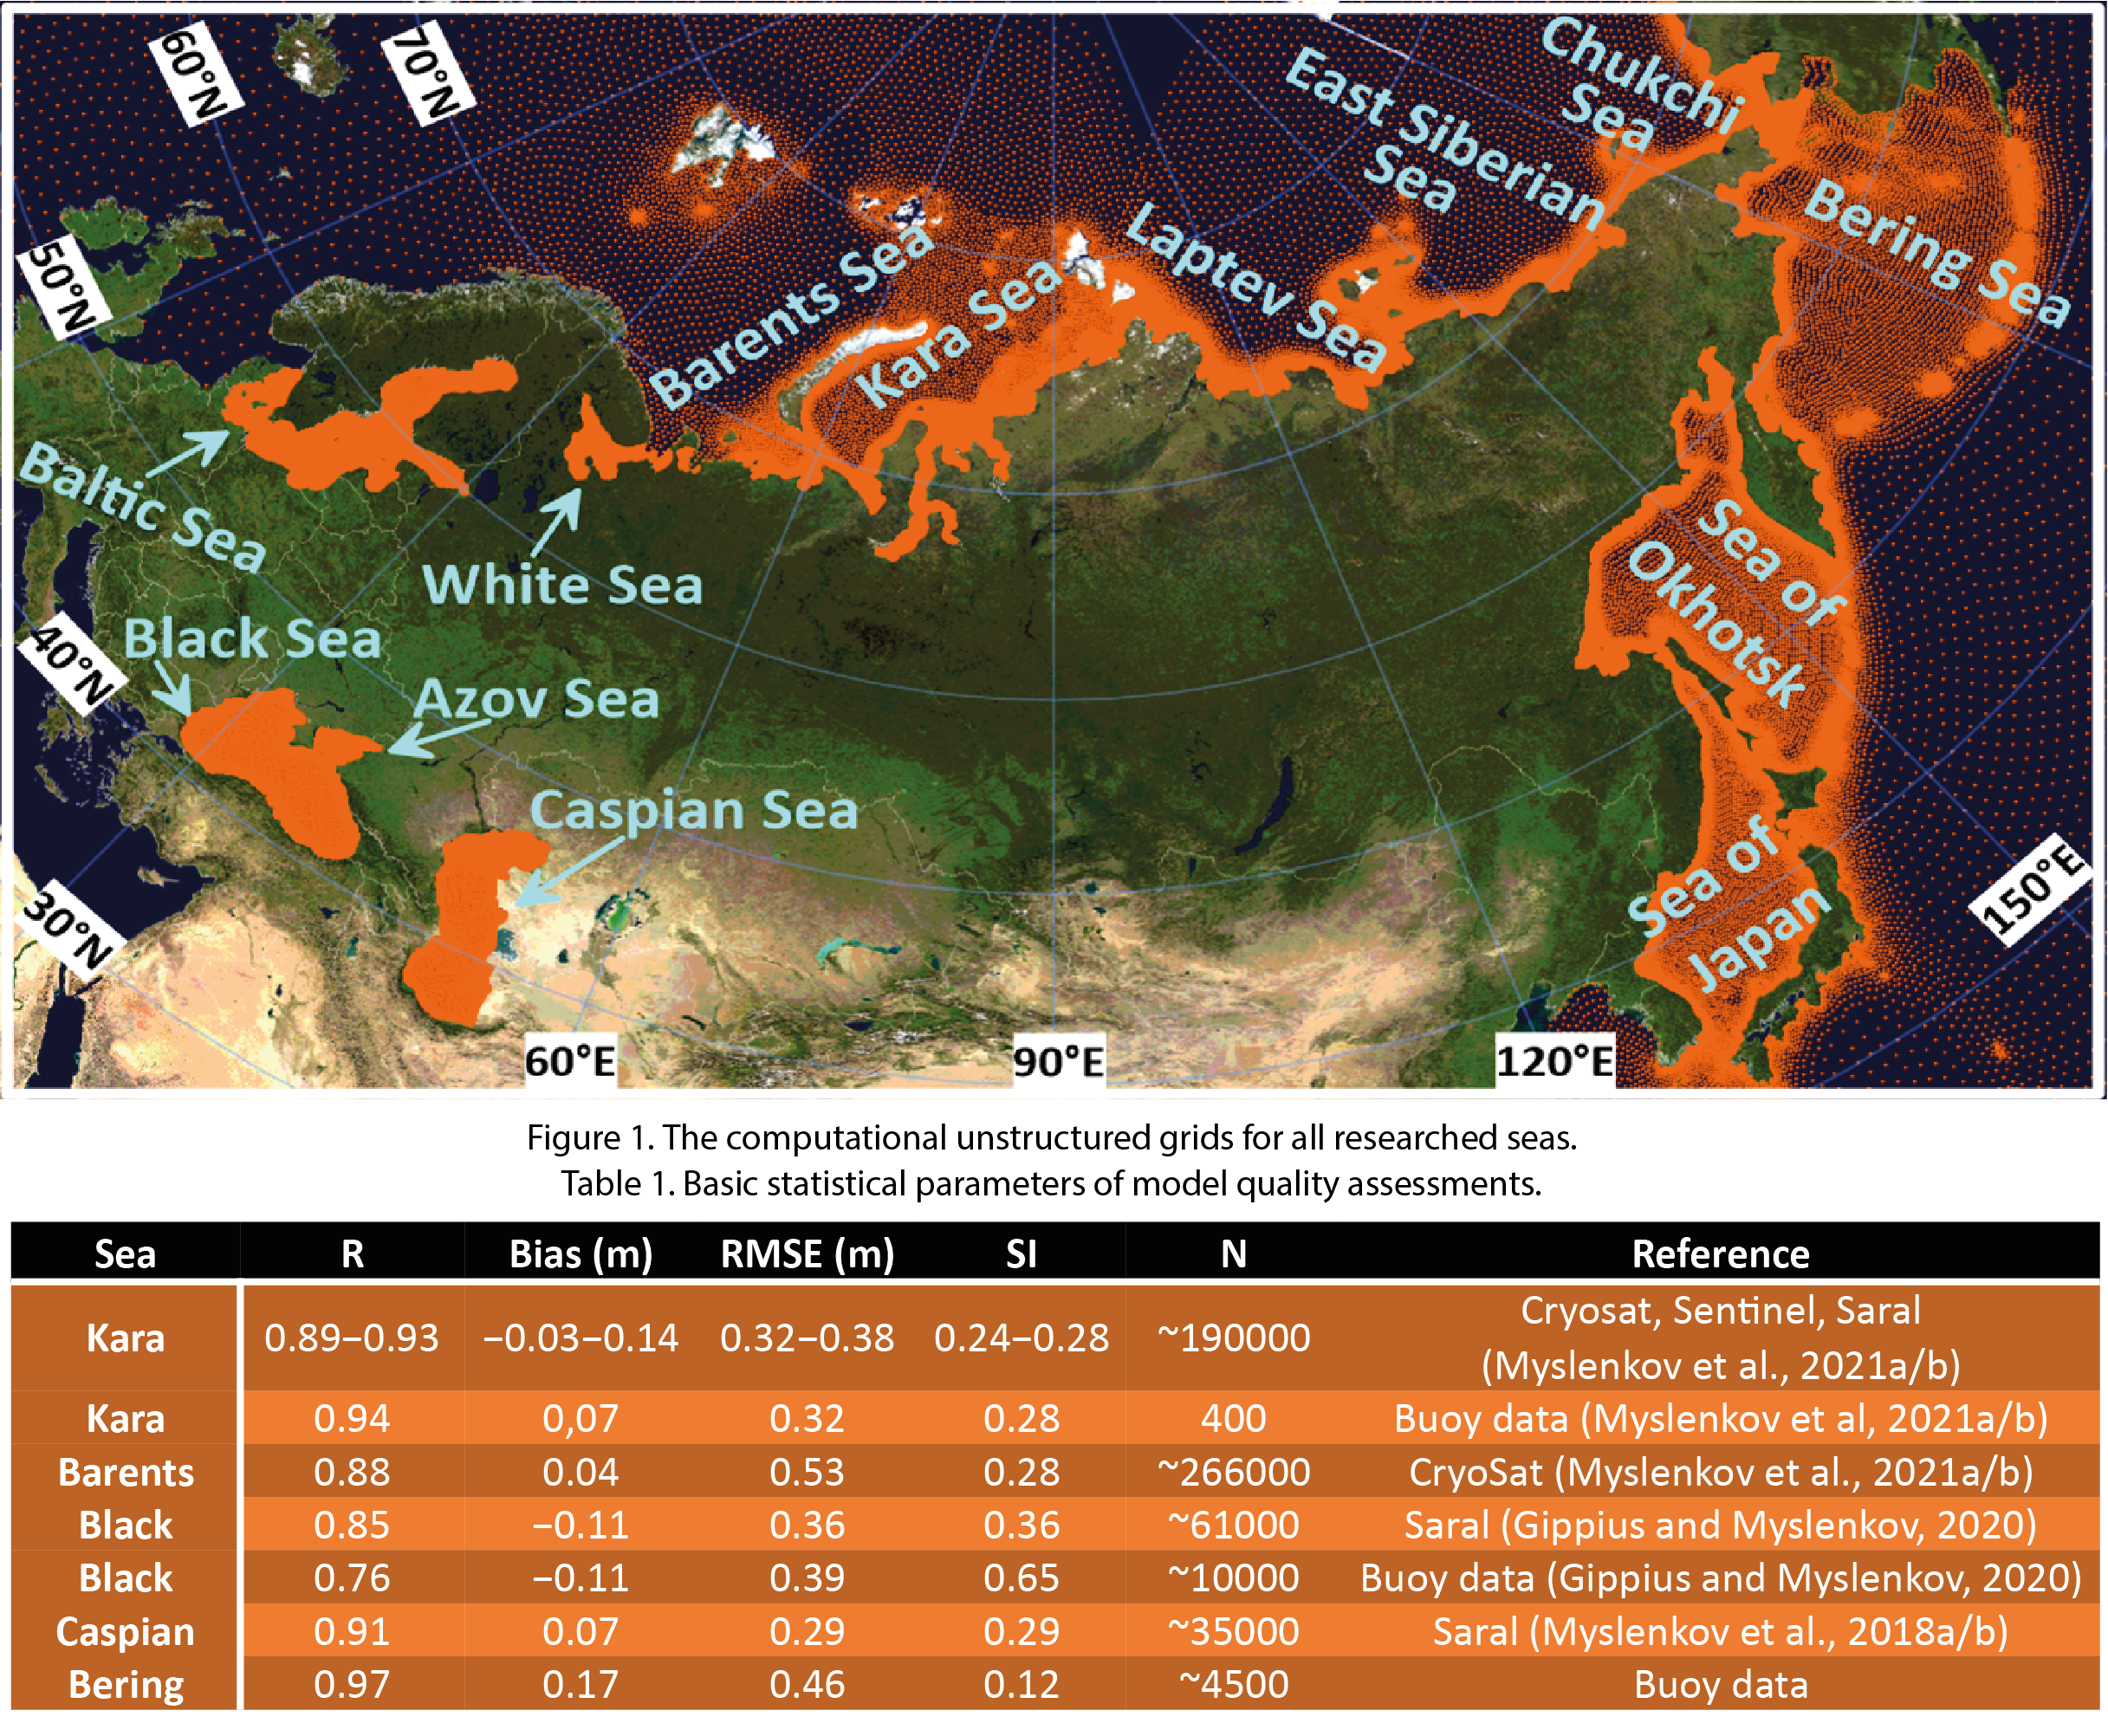 60°N
70°N
50°N
40°N
30°N
Chukchi
Sea
East Siberian
Sea
Bering Sea
Laptev Sea
Barents Sea
Kara Sea
Baltic Sea
White Sea
Black Sea
Azov Sea
Caspian Sea
Sea of
Okhotsk
Sea of
Japan
60°E
90°E
120°E
150°E
Figure 1. The computational unstructured grids for all researched seas.
Table 1. Basic statistical parameters of model quality assessments.
Sea R Bias (m) RMSE (m) SI N Reference
Kara 0.89–0.93 −0.03–0.14 0.32–0.38 0.24–0.28 ~190000 Cryosat, Sentinel, Saral
(Myslenkov et al., 2021a/b)
Kara 0.94 0,07 0.32 0.28 400 Buoy data (Myslenkov et al, 2021a/b)
Barents 0.88 0.04 0.53 0.28 ~266000 CryoSat (Myslenkov et al., 2021a/b)
Black 0.85 −0.11 0.36 0.36 ~61000 Saral (Gippius and Myslenkov, 2020)
Black 0.76 −0.11 0.39 0.65 ~10000 Buoy data (Gippius and Myslenkov, 2020)
Caspian 0.91 0.07 0.29 0.29 ~35000 Saral (Myslenkov et al., 2018a/b)
Bering 0.97 0.17 0.46 0.12 ~4500 Buoy data